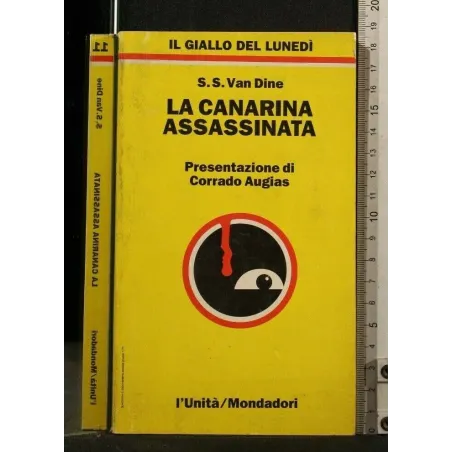 11
S. S. Van Dine
LA CANARINA ASSASSINATA
l'Unità/Mondadori
IL GIALLO DEL LUNEDÌ
S. S. Van Dine
LA CANARINA
ASSASSINATA
Presentazione di
Corrado Augias
l'Unità/Mondadori